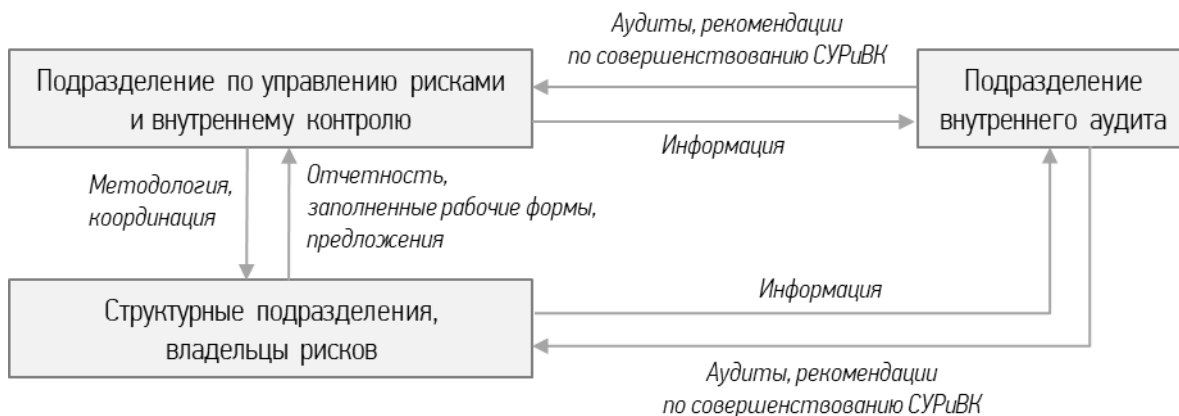 Аудиты, рекомендации
по совершенствованию СУРиВК
Подразделение по управлению рисками
и внутреннему контролю
Подразделение
внутреннего аудита
Информация
Методология,
координация
Отчетность,
заполненные рабочие формы,
предложения
Структурные подразделения,
владельцы рисков
Информация
Аудиты, рекомендации
по совершенствованию СУРиВК